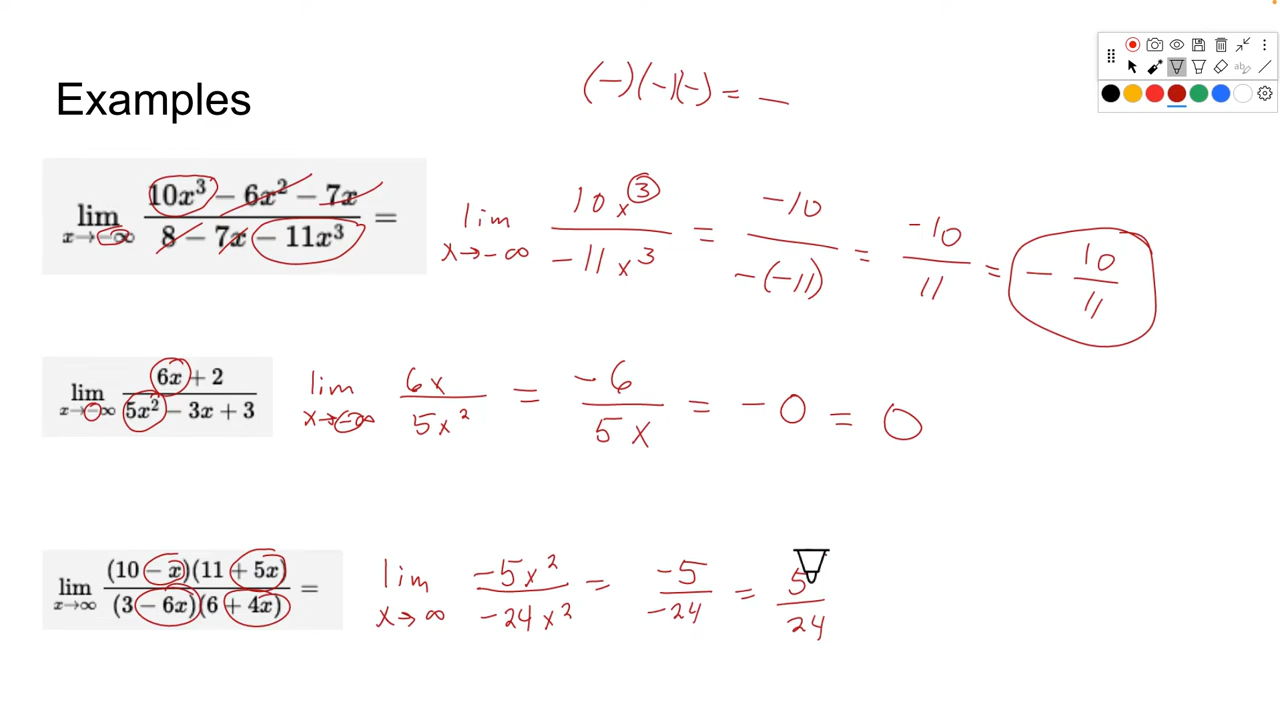 (-)(-)(-) = -
Examples
lim x→-∞ (10x³ - 6x² - 7x)/(8 - 7x - 11x³) = lim x→-∞ 10x³/(-11x³) = -10/(-(-11)) = -10/11 = - 10/11
lim x→-∞ (6x + 2)/(5x² - 3x + 3) lim x→-∞ 6x/5x² = -6/5x = -0 = 0
lim x→∞ (10 - x)(11 + 5x)/((3 - 6x)(6 + 4x)) = lim x→∞ -5x²/-24x² = -5/-24 = 5/24